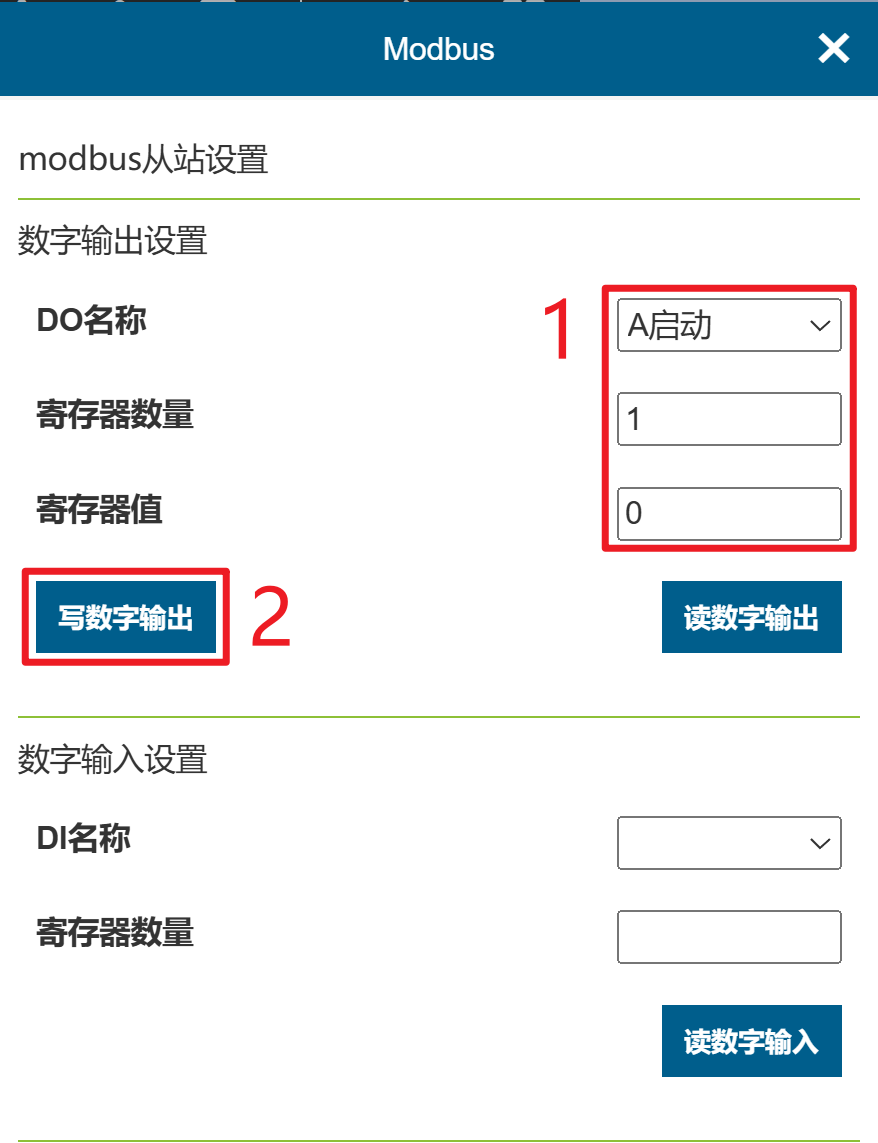 Modbus
modbus从站设置
数字输出设置
DO名称
1
A启动
寄存器数量
1
寄存器值
0
写数字输出
2
读数字输出
数字输入设置
DI名称
寄存器数量
读数字输入